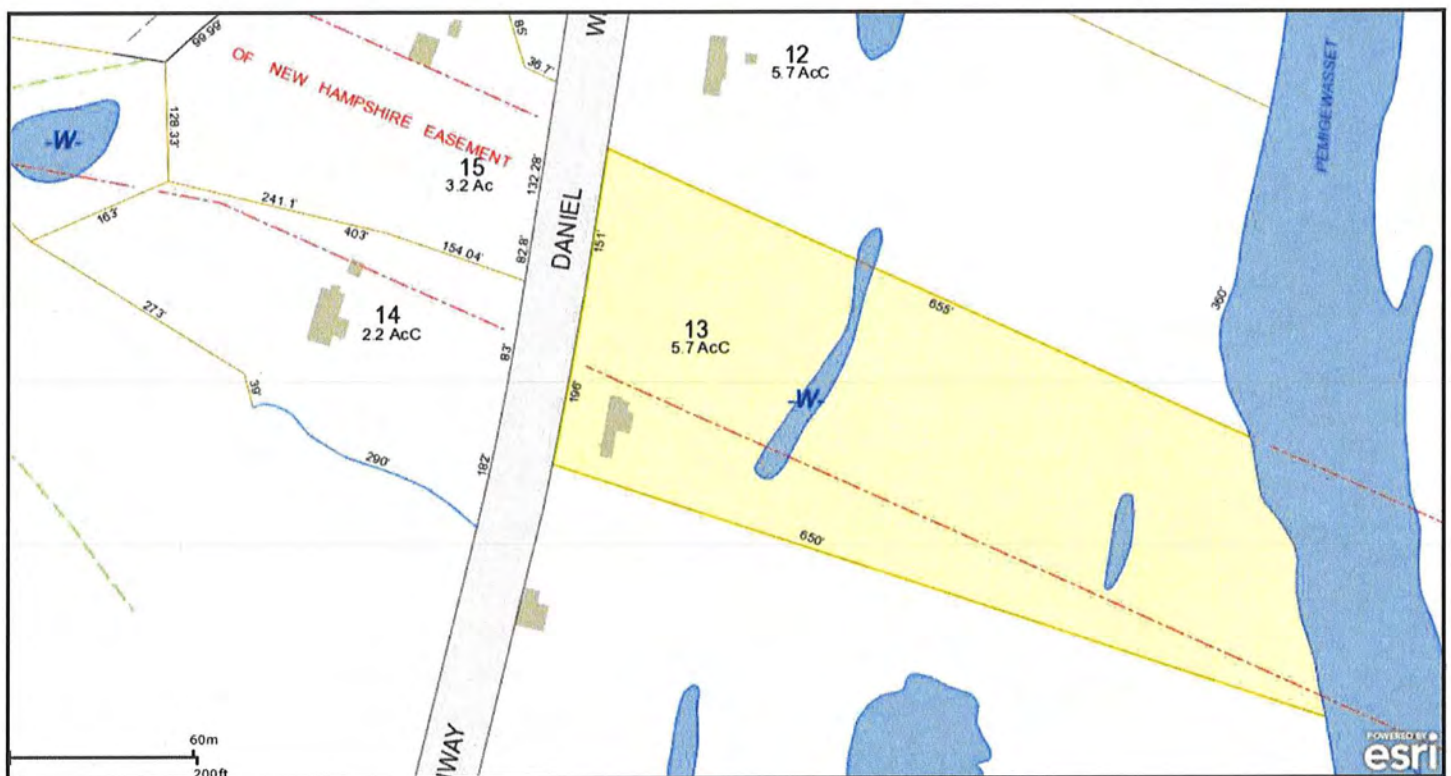 99.99'
85'
36.7'
W
12
5.7 AcC
PEMIGEWASSET
OF NEW HAMPSHIRE EASEMENT
-W-
128.33'
15
3.2 Ac
132.28'
163'
241.1'
403'
154.04'
82.8'
DANIEL
151'
655'
360'
273'
14
2.2 AcC
13
5.7 AcC
83'
39'
196'
-W-
290'
182'
650'
WAY
60m
200ft
POWERED BY
esri